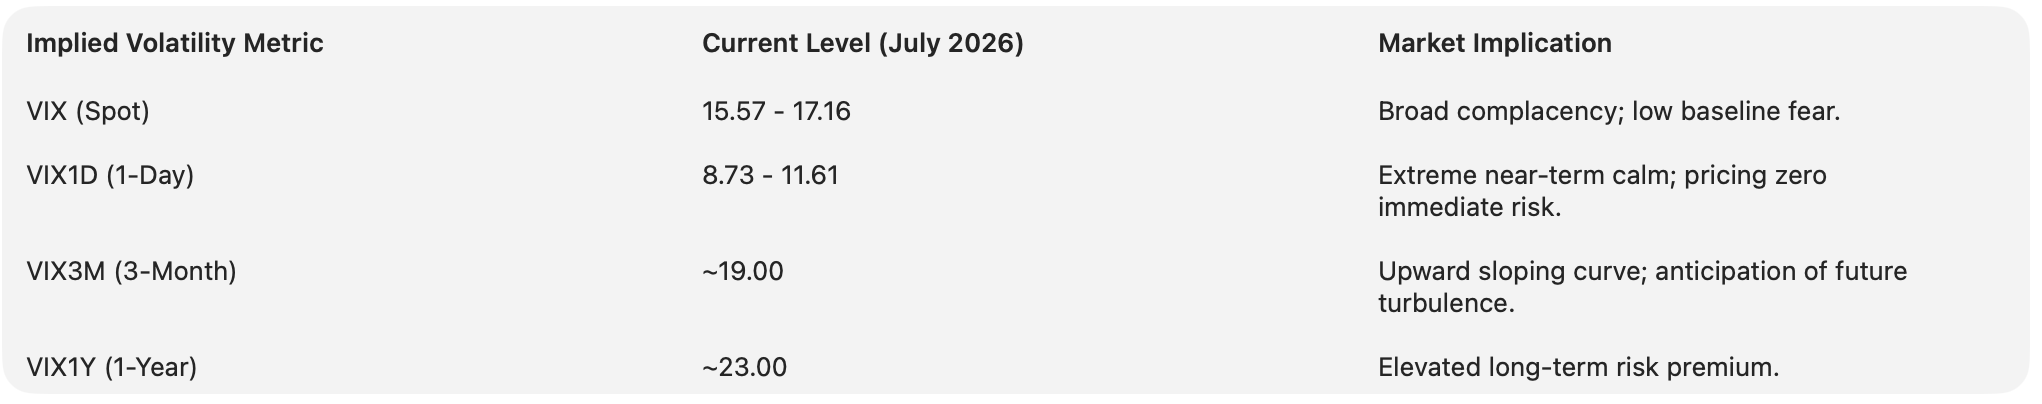 Implied Volatility Metric Current Level (July 2026) Market Implication
VIX (Spot) 15.57 - 17.16 Broad complacency; low baseline fear.
VIX1D (1-Day) 8.73 - 11.61 Extreme near-term calm; pricing zero
immediate risk.
VIX3M (3-Month) ~19.00 Upward sloping curve; anticipation of future
turbulence.
VIX1Y (1-Year) ~23.00 Elevated long-term risk premium.